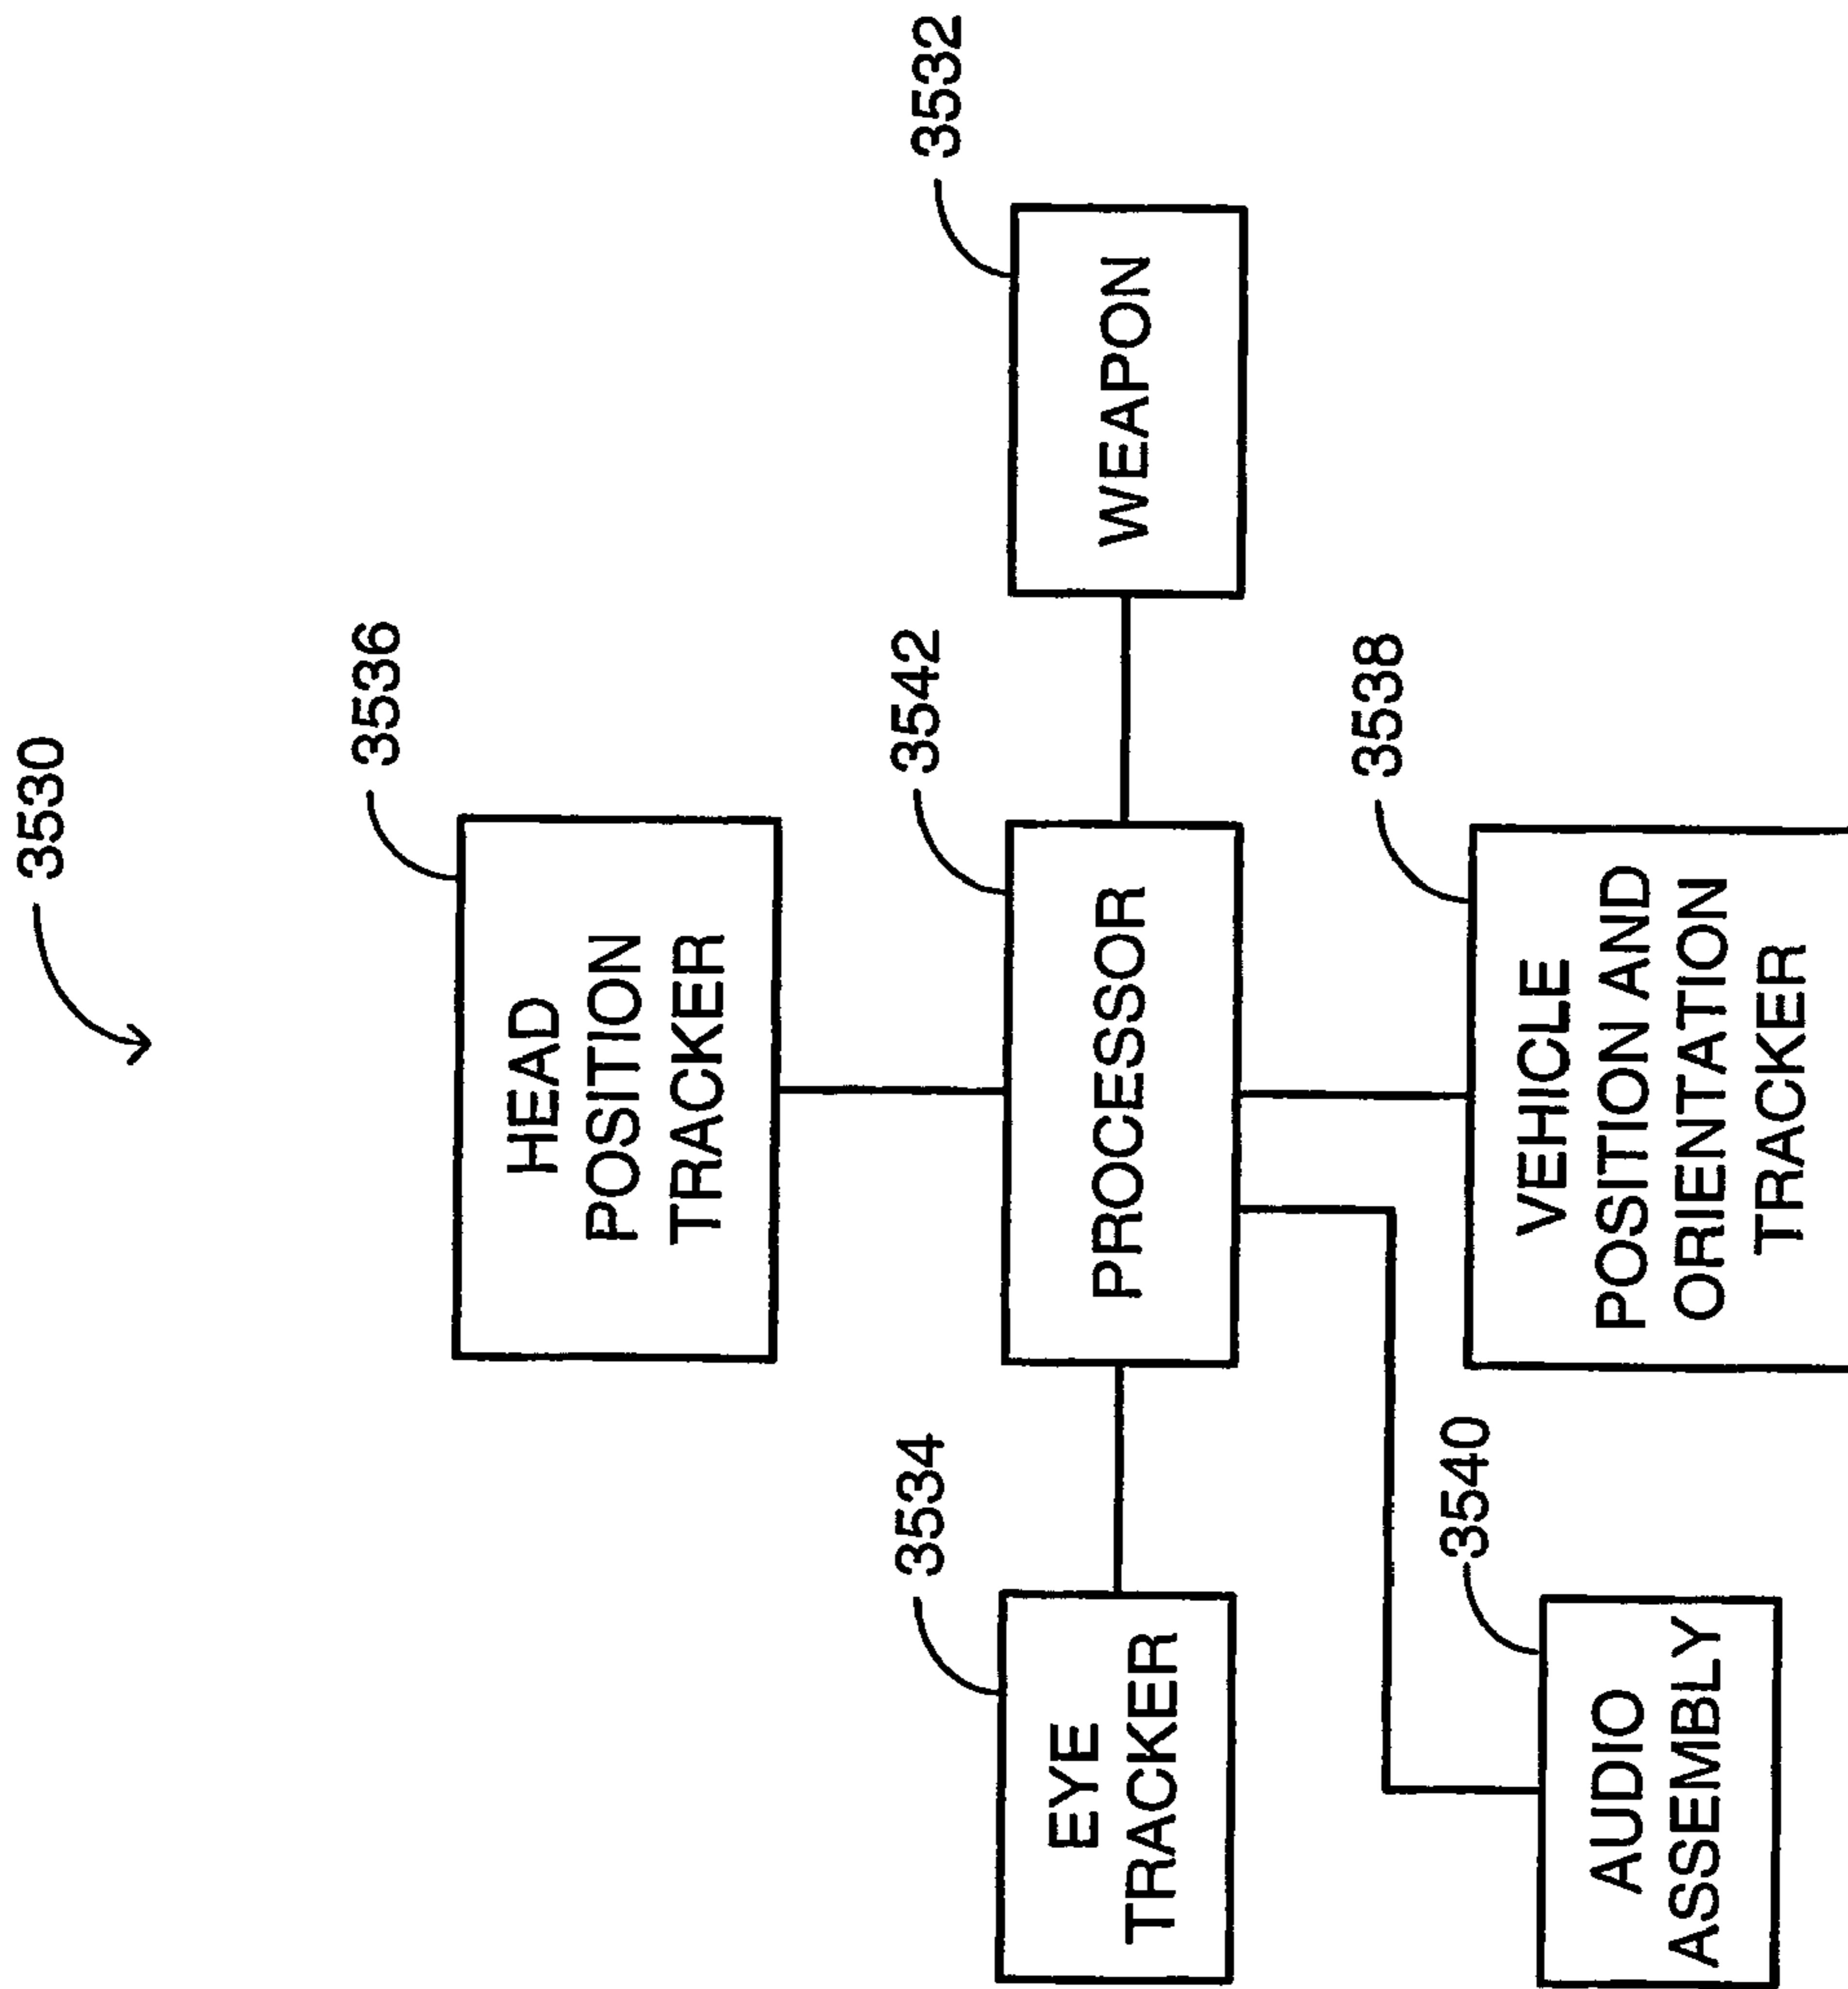 3530
3536
HEAD
POSITION
TRACKER
3534
EYE
TRACKER
3542
PROCESSOR
3532
WEAPON
3540
AUDIO
ASSEMBLY
3538
VEHICLE
POSITION AND
ORIENTATION
TRACKER